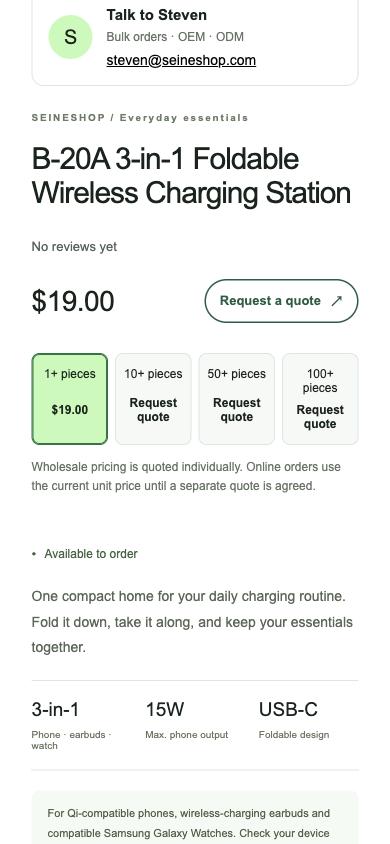 Talk to Steven
S
Bulk orders · OEM · ODM
steven@seineshop.com
SEINESHOP / Everyday essentials
B-20A 3-in-1 Foldable
Wireless Charging Station
No reviews yet
$19.00
Request a quote ↗
1+ pieces
$19.00
10+ pieces
Request
quote
50+ pieces
Request
quote
100+
pieces
Request
quote
Wholesale pricing is quoted individually. Online orders use
the current unit price until a separate quote is agreed.
• Available to order
One compact home for your daily charging routine.
Fold it down, take it along, and keep your essentials
together.
3-in-1
Phone · earbuds ·
watch
15W
Max. phone output
USB-C
Foldable design
For Qi-compatible phones, wireless-charging earbuds and
compatible Samsung Galaxy Watches. Check your device